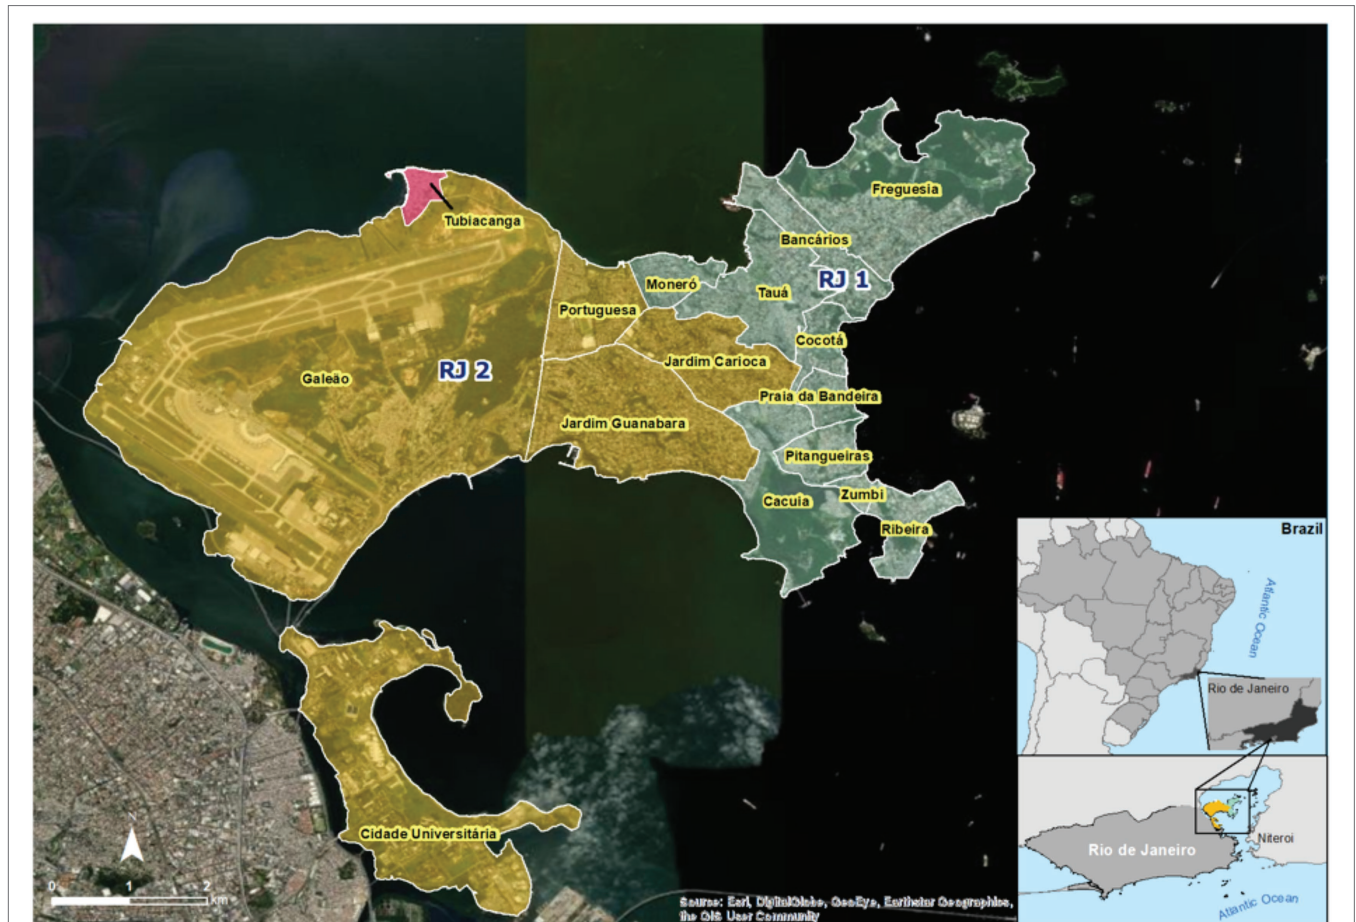 Freguesia
Tubiacanga
Bancários
RJ 1
Moneró
Tauá
Portuguesa
Cocotá
Jardim Carioca
RJ 2
Galeão
Praia da Bandeira
Jardim Guanabara
Pitangueiras
Cacuia
Zumbi
Ribeira
Cidade Universitária
N
0 1 2
km
Source: Esri, DigitalGlobe, GeoEye, Earthstar Geographics,
the GIS User Community
Brazil
Atlantic Ocean
Rio de Janeiro
Rio de Janeiro
Niteroi
Atlantic Ocean